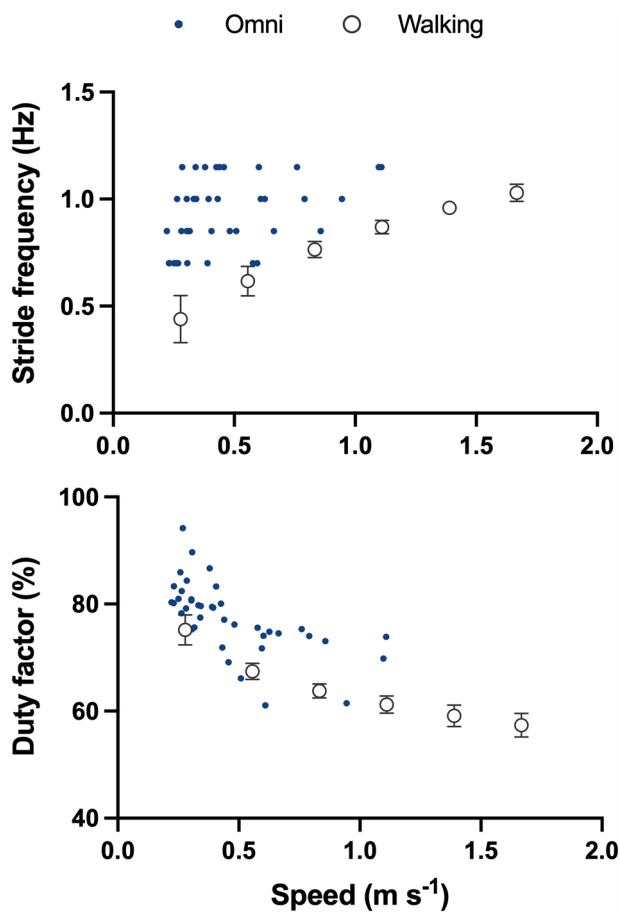 Omni Walking
Stride frequency (Hz)
1.5
1.0
0.5
0.0
0.0 0.5 1.0 1.5 2.0
Duty factor (%)
100
80
60
40
0.0 0.5 1.0 1.5 2.0
Speed (m s⁻¹)